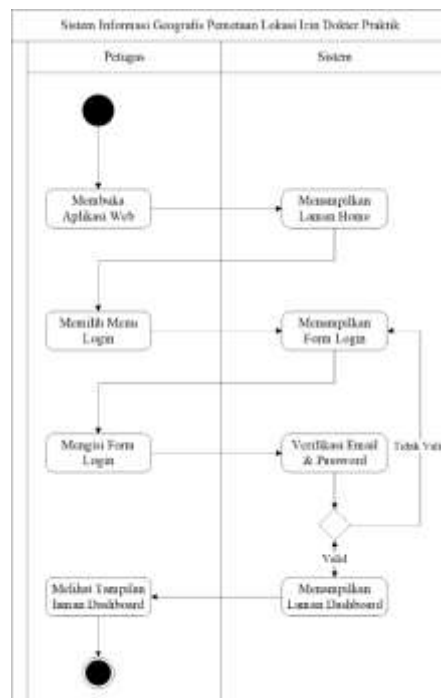 Sistem Informasi Geografis Pemetaan Lokasi Izin Dokter Praktik
Petugas
Sistem
Membuka
Aplikasi Web
Menampilkan
Laman Home
Memilih Menu
Login
Menampilkan
Form Login
Mengisi Form
Login
Verifikasi Email
& Password
Tidak Valid
Valid
Melihat Tampilan
laman Dashboard
Menampilkan
Laman Dashboard